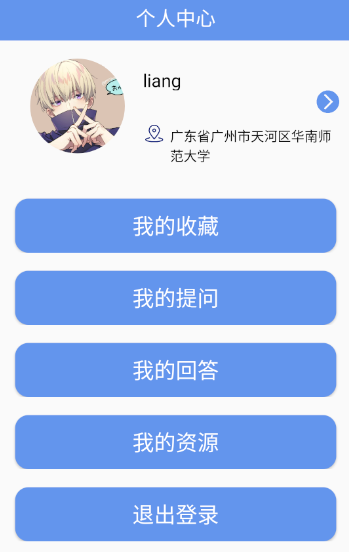 个人中心
liang
广东省广州市天河区华南师
范大学
我的收藏
我的提问
我的回答
我的资源
退出登录